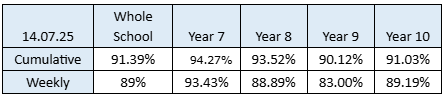 14.07.25 Whole School Year 7 Year 8 Year 9 Year 10
Cumulative 91.39% 94.27% 93.52% 90.12% 91.03%
Weekly 89% 93.43% 88.89% 83.00% 89.19%